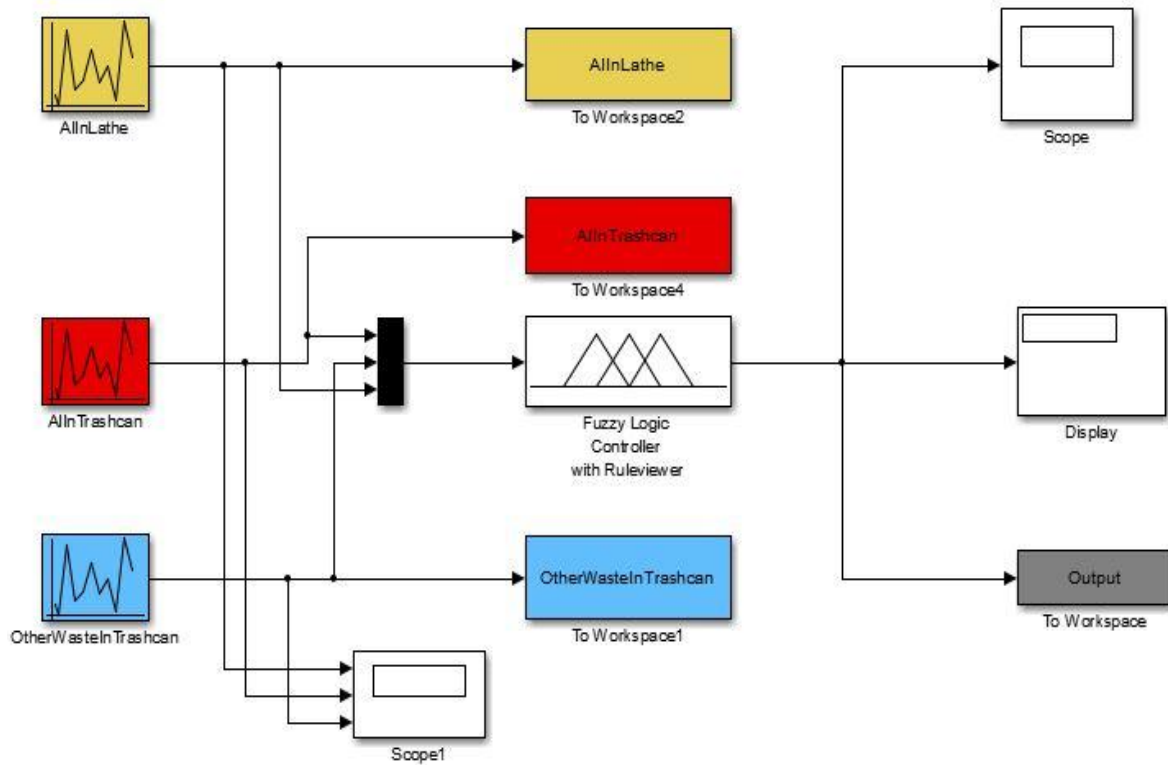 AlInLathe
AlInLathe
To Workspace2
Scope
AlInTrashcan
To Workspace4
AlInTrashcan
Fuzzy Logic
Controller
with Ruleviewer
Display
OtherWasteInTrashcan
OtherWasteInTrashcan
To Workspace1
Output
To Workspace
Scope1